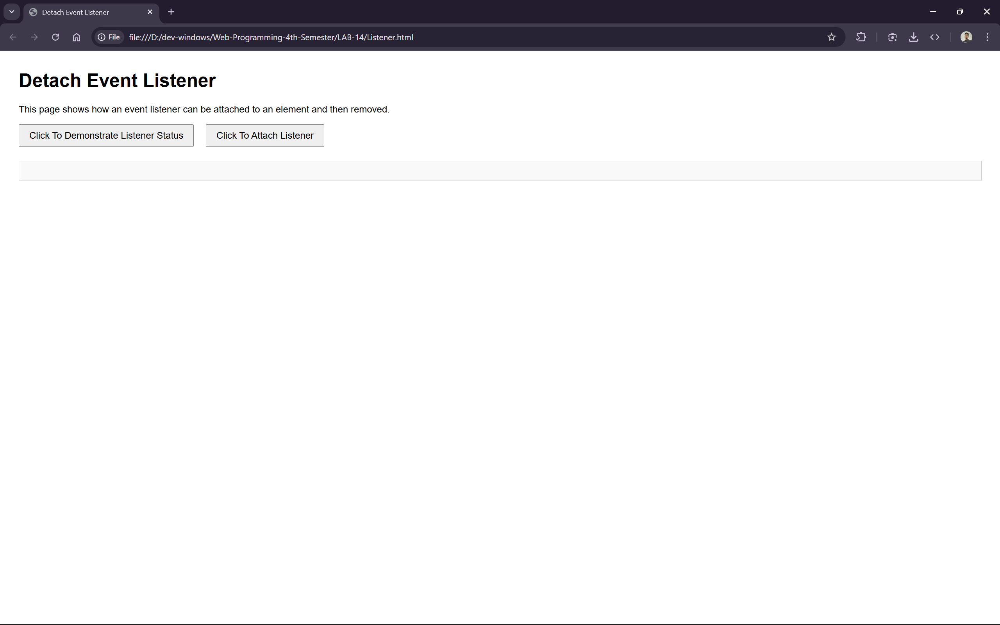 Detach Event Listener
File file:///D:/dev-windows/Web-Programming-4th-Semester/LAB-14/Listener.html
Detach Event Listener
This page shows how an event listener can be attached to an element and then removed.
Click To Demonstrate Listener Status Click To Attach Listener